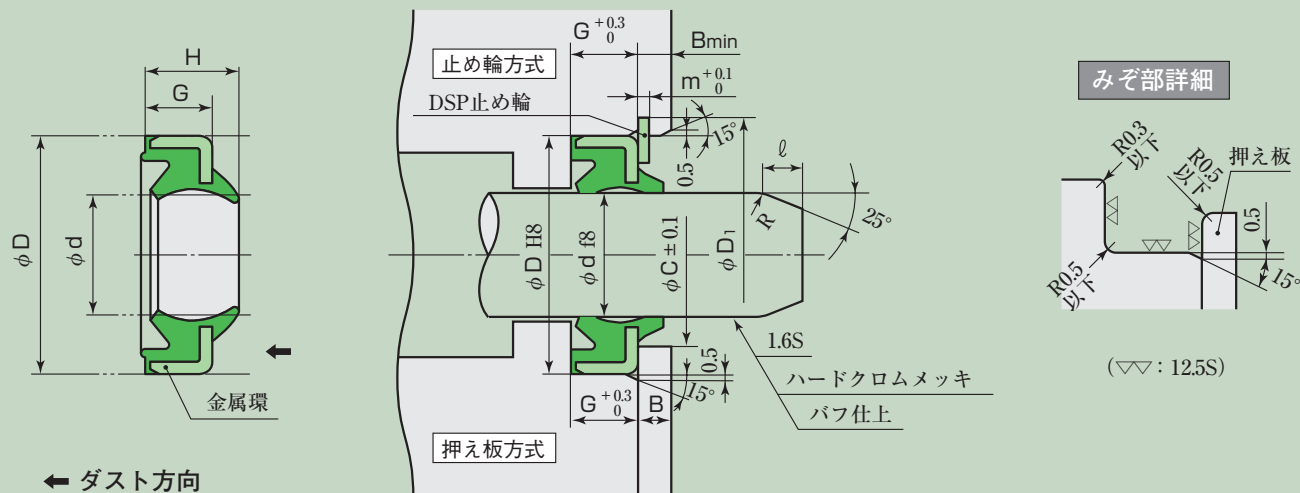 H
G
φD
φd
金属環
← ダスト方向
G +0.3 0
Bmin
止め輪方式
m +0.1 0
DSP止め輪
15°
0.5
ℓ
R
25°
φD H8
φd f8
φC±0.1
φD1
1.6S
ハードクロムメッキ
バフ仕上
0.5
15°
G +0.3 0
B
押え板方式
みぞ部詳細
R0.3
以下
R0.5
以下
押え板
0.5
R0.5
以下
15°
(▽▽: 12.5S)